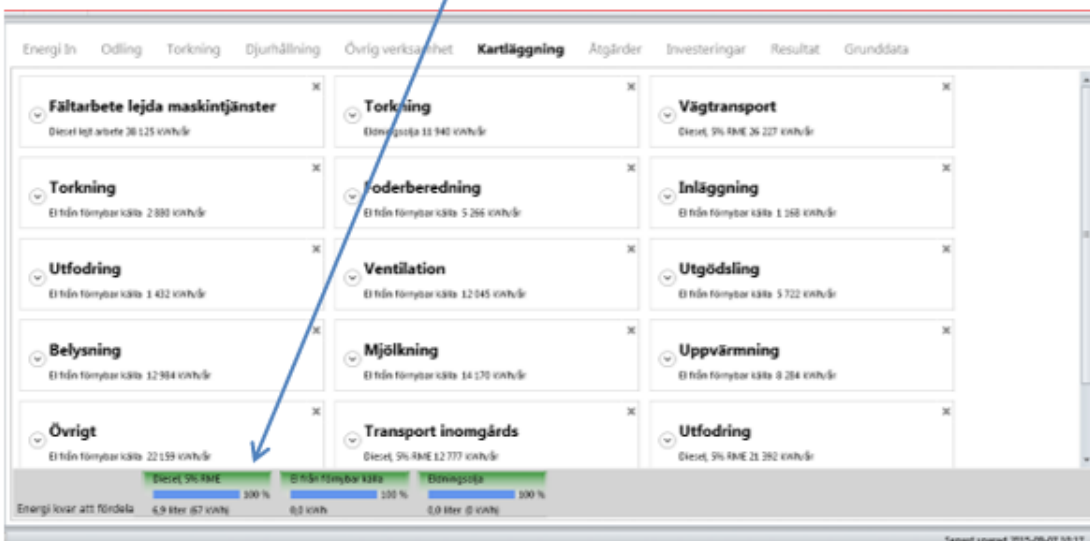 Energi In Odling Torkning Djurhållning Övrig verksamhet Kartläggning Åtgärder Investeringar Resultat Grunddata
Fältarbete lejda maskintjänster
Diesel lejt arbete 38 125 kWh/år
Torkning
Eldningsolja 11 940 kWh/år
Vägtransport
Diesel, 5% RME 26 227 kWh/år
Torkning
El från förnybar källa 2 880 kWh/år
Foderberedning
El från förnybar källa 5 266 kWh/år
Inläggning
El från förnybar källa 1 168 kWh/år
Utfodring
El från förnybar källa 1 432 kWh/år
Ventilation
El från förnybar källa 12 045 kWh/år
Utgödsling
El från förnybar källa 5 722 kWh/år
Belysning
El från förnybar källa 12 984 kWh/år
Mjölkning
El från förnybar källa 14 170 kWh/år
Uppvärmning
El från förnybar källa 8 284 kWh/år
Övrigt
El från förnybar källa 22 159 kWh/år
Transport inomgårds
Diesel, 5% RME 12 777 kWh/år
Utfodring
Diesel, 5% RME 21 392 kWh/år
Diesel, 5% RME El från förnybar källa Eldningsolja
100 % 100 % 100 %
Energi kvar att fördela 6,9 liter (67 kWh) 0,0 kWh 0,0 liter (0 kWh)
Senast sparad 2015-09-07 10:17